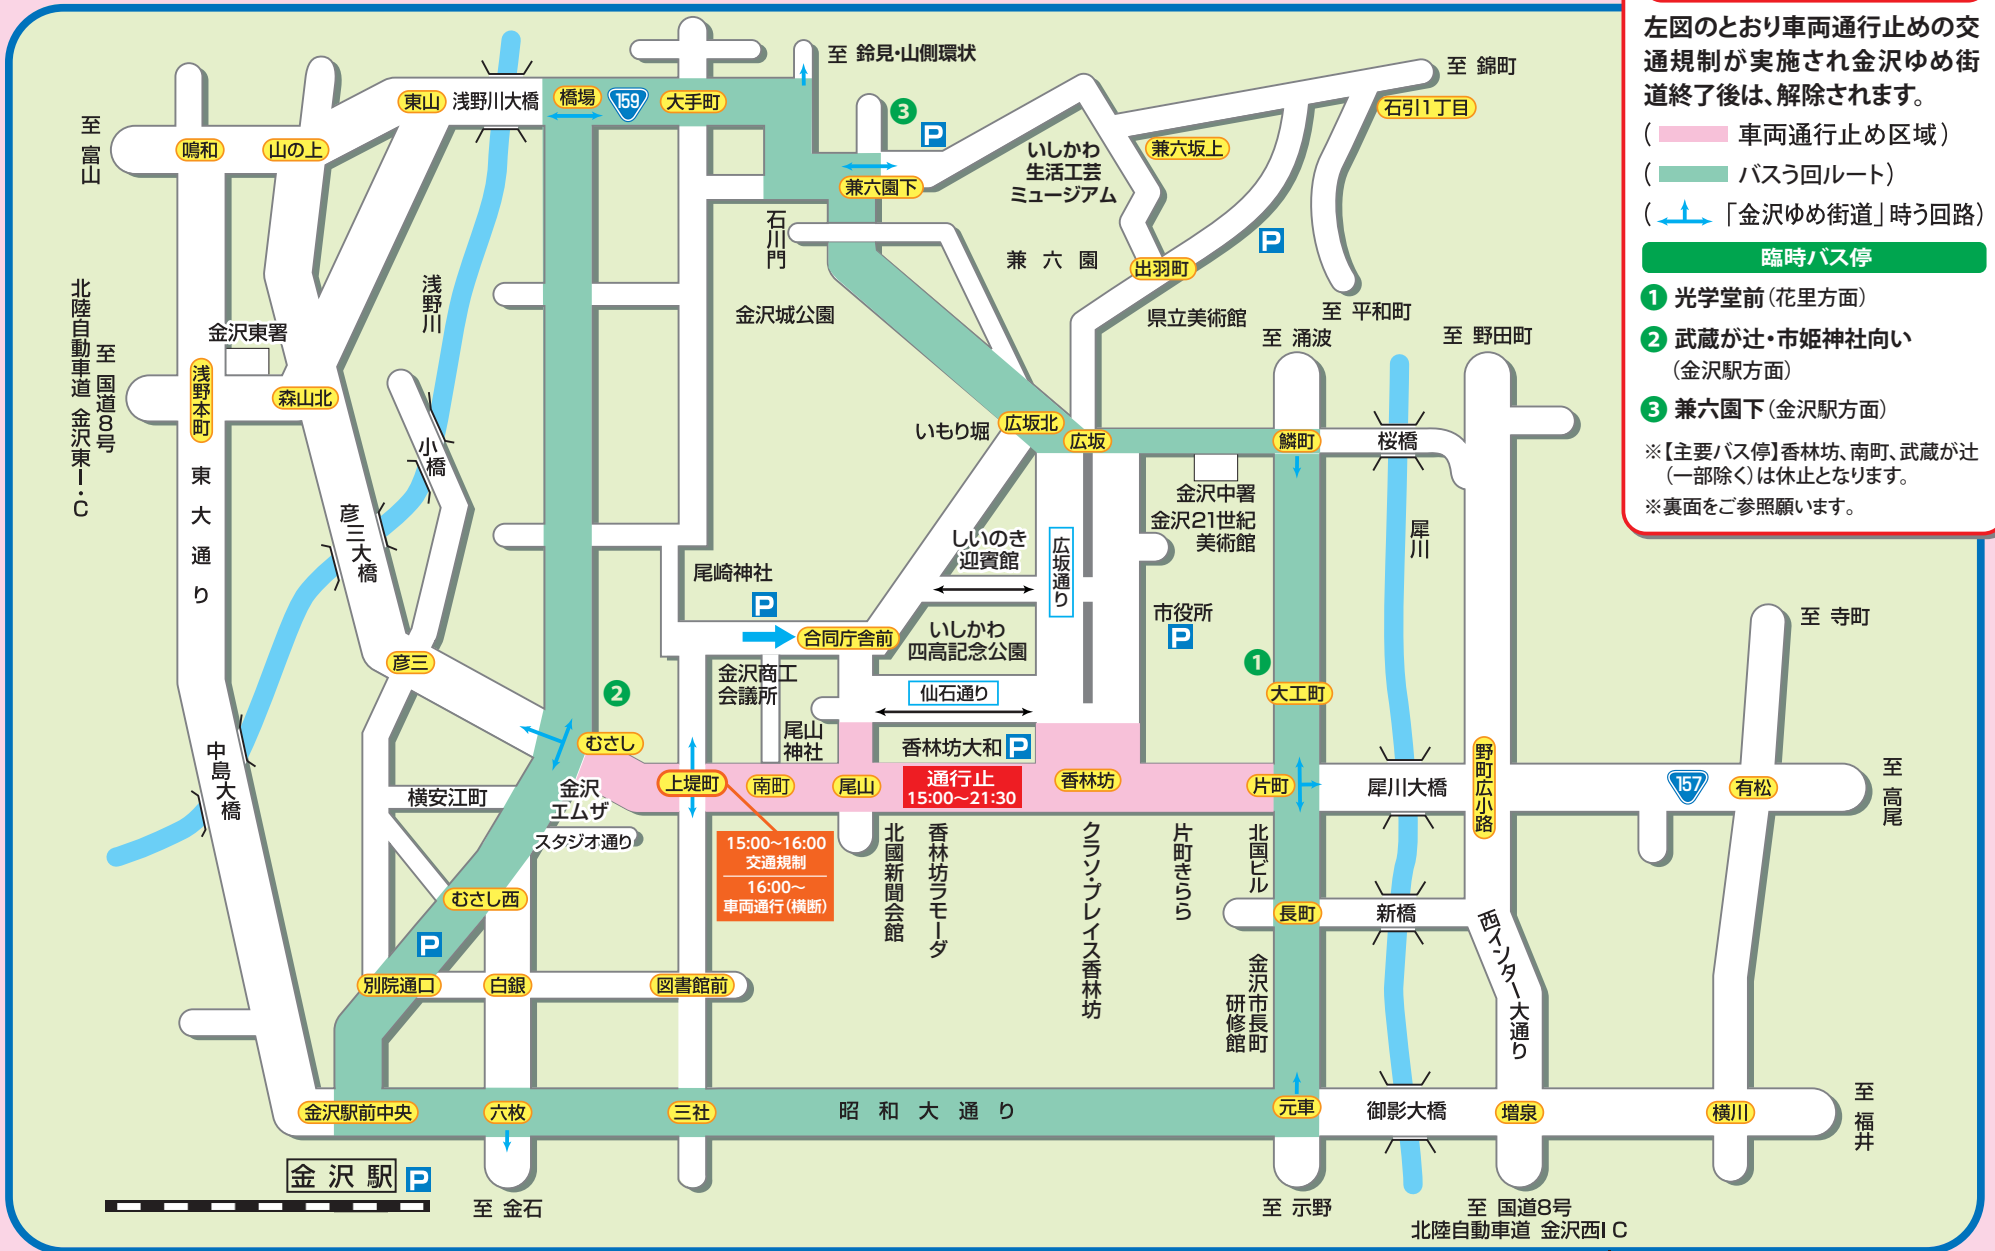 左図のとおり車両通行止めの交
通規制が実施され金沢ゆめ街
道終了後は、解除されます。
( 車両通行止め区域)
( バスう回ルート)
( 「金沢ゆめ街道」時う回路)
臨時バス停
1 光学堂前(花里方面)
2 武蔵が辻・市姫神社向い
(金沢駅方面)
3 兼六園下(金沢駅方面)
※【主要バス停】香林坊、南町、武蔵が辻
(一部除く)は休止となります。
※裏面をご参照願います。
至 鈴見・山側環状
至 錦町
東山
浅野川大橋
橋場
159
大手町
3
P
石引1丁目
至 富山
鳴和
山の上
いしかわ
生活工芸
ミュージアム
兼六坂上
兼六園下
石川門
兼六園
出羽町
P
浅野川
金沢城公園
県立美術館
至 平和町
北陸自動車道 金沢東I・C
至 国道8号
金沢東署
至 涌波
至 野田町
浅野本町
森山北
いもり堀
広坂北
広坂
鱗町
桜橋
小橋
東大通り
彦三大橋
金沢中署
金沢21世紀
美術館
犀川
しいのき
迎賓館
広坂通り
尾崎神社
P
合同庁舎前
いしかわ
四高記念公園
市役所
P
至 寺町
彦三
金沢商工
会議所
仙石通り
1
大工町
2
中島大橋
むさし
尾山
神社
香林坊大和 P
野町広小路
横安江町
金沢
エムザ
上堤町
南町
尾山
通行止
15:00〜21:30
香林坊
片町
犀川大橋
157
有松
至 高尾
スタジオ通り
15:00〜16:00
交通規制
16:00〜
車両通行(横断)
北國新聞会館
香林坊ラモーダ
クラソ・プレイス香林坊
片町きらら
北国ビル
むさし西
P
長町
新橋
西インター大通り
別院通口
白銀
図書館前
金沢市長町
研修館
金沢駅前中央
六枚
三社
昭和大通り
元車
御影大橋
増泉
横川
至 福井
金沢駅 P
至 金石
至 示野
至 国道8号
北陸自動車道 金沢西IC